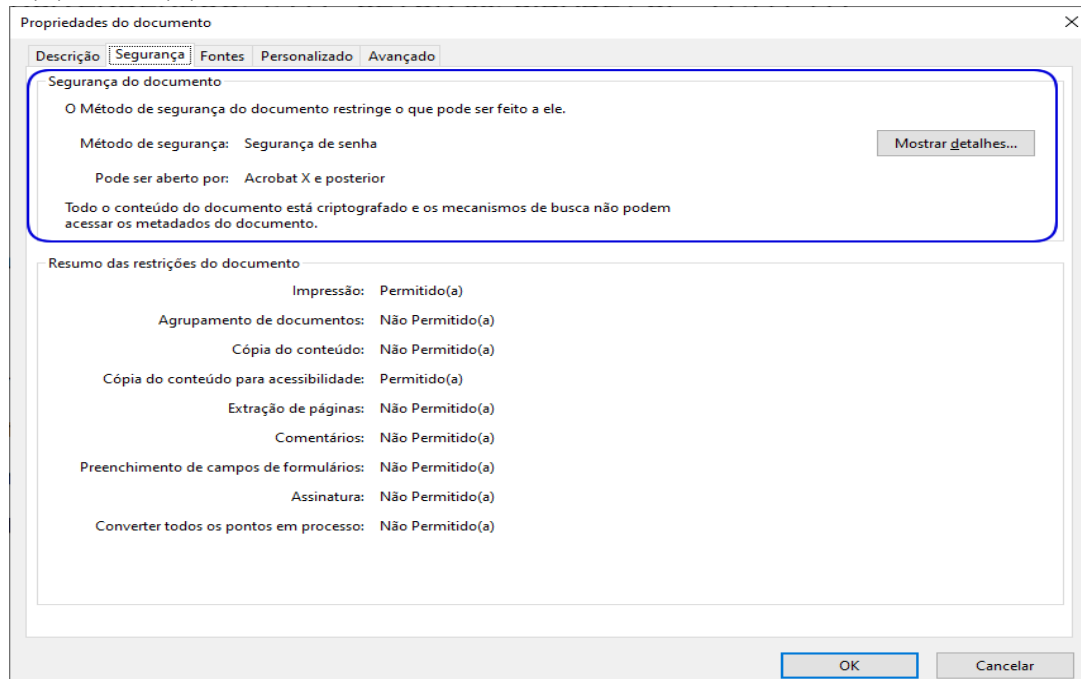 Propriedades do documento
Descrição Segurança Fontes Personalizado Avançado
Segurança do documento
O Método de segurança do documento restringe o que pode ser feito a ele.
Método de segurança: Segurança de senha
Mostrar detalhes...
Pode ser aberto por: Acrobat X e posterior
Todo o conteúdo do documento está criptografado e os mecanismos de busca não podem
acessar os metadados do documento.
Resumo das restrições do documento
Impressão: Permitido(a)
Agrupamento de documentos: Não Permitido(a)
Cópia do conteúdo: Não Permitido(a)
Cópia do conteúdo para acessibilidade: Permitido(a)
Extração de páginas: Não Permitido(a)
Comentários: Não Permitido(a)
Preenchimento de campos de formulários: Não Permitido(a)
Assinatura: Não Permitido(a)
Converter todos os pontos em processo: Não Permitido(a)
OK Cancelar